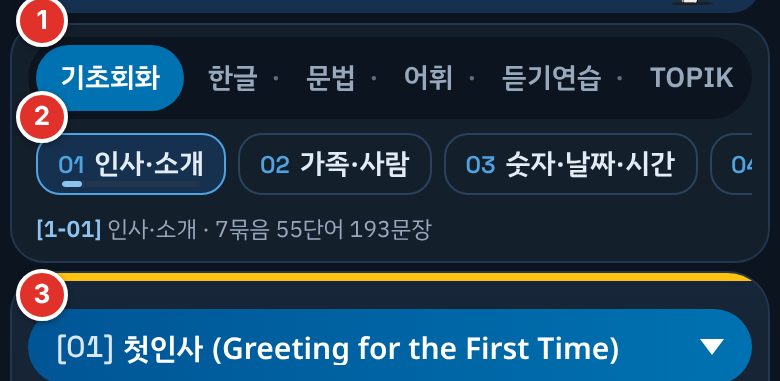 1
기초회화 한글 · 문법 · 어휘 · 듣기연습 · TOPIK
2
01 인사·소개 02 가족·사람 03 숫자·날짜·시간 04
[1-01] 인사·소개 · 7묶음 55단어 193문장
3
[01] 첫인사 (Greeting for the First Time) ▼